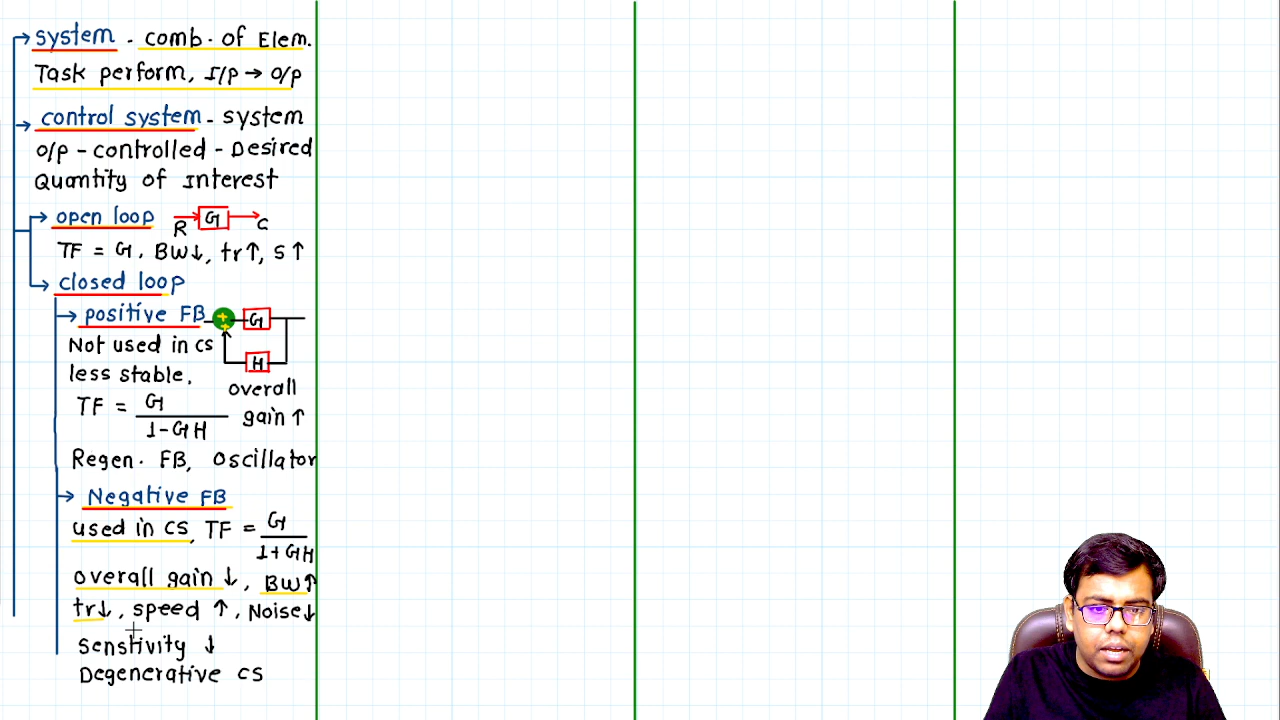 system - comb. of Elem.
Task perform, I/p → o/p
control system - system
o/p - controlled - Desired
Quantity of Interest
open loop R G C
TF = G, BW↓, tr↑, S↑
closed loop
positive FB + + G
Not used in cs H
less stable.
overall
gain ↑
TF = G / 1-GH
Regen. FB, Oscillator
Negative FB
used in cs, TF = G / 1+GH
overall gain ↓, BW↑
tr↓, speed ↑, Noise↓
Senstivity ↓
Degenerative cs